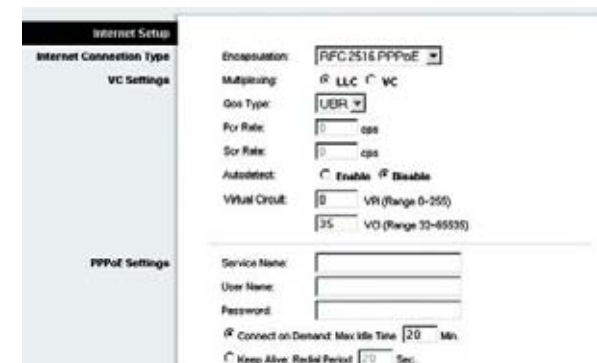 Internet Setup
Internet Connection Type
Encapsulation: RFC 2516 PPPoE
VC Settings
Multiplexing: LLC VC
Qos Type: UBR
Pcr Rate: 0 cps
Scr Rate: 0 cps
Autodetect: Enable Disable
Virtual Circuit: 0 VPI (Range 0~255)
35 VCI (Range 32~65535)
PPPoE Settings
Service Name:
User Name:
Password:
Connect on Demand: Max Idle Time 20 Min.
Keep Alive: Redial Period 20 Sec.